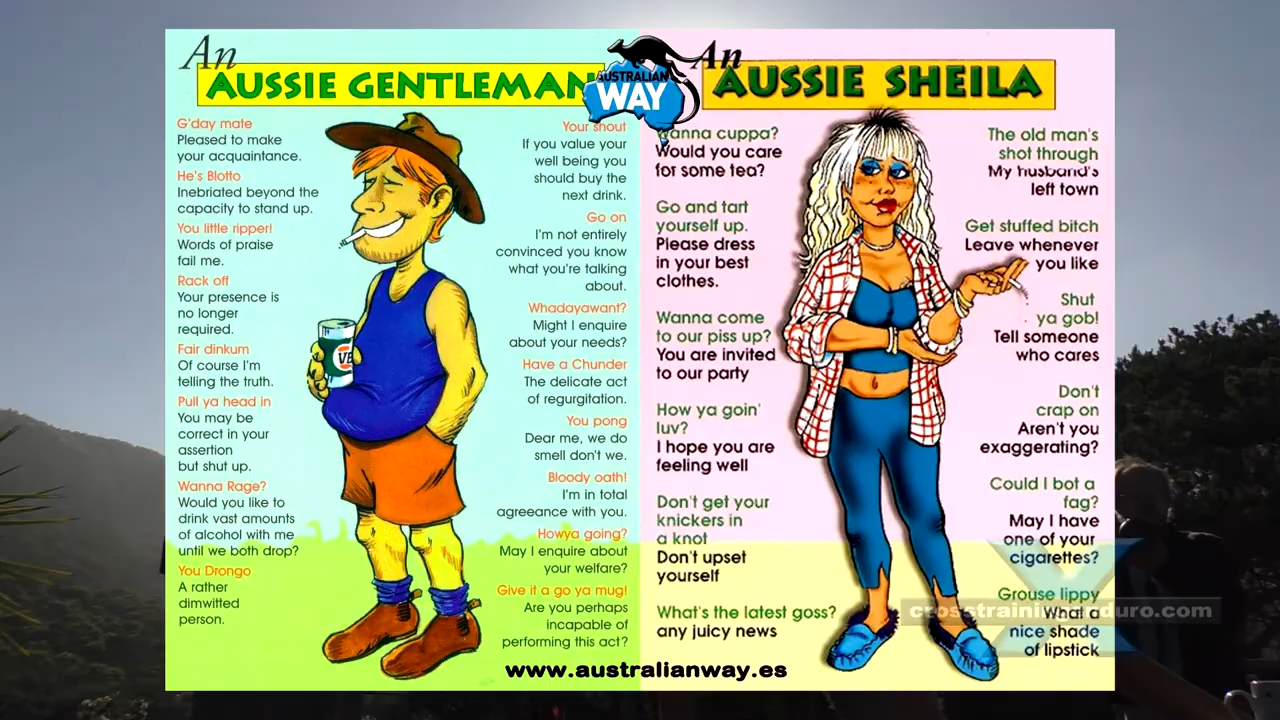 An
AUSSIE GENTLEMAN
G'day mate
Pleased to make
your acquaintance.
He's Blotto
Inebriated beyond the
capacity to stand up.
You little ripper!
Words of praise
fail me.
Rack off
Your presence is
no longer
required.
Fair dinkum
Of course I'm
telling the truth.
Pull ya head in
You may be
correct in your
assertion
but shut up.
Wanna Rage?
Would you like to
drink vast amounts
of alcohol with me
until we both drop?
You Drongo
A rather
dimwitted
person.
VB
Your shout
If you value your
well being you
should buy the
next drink.
Go on
I'm not entirely
convinced you know
what you're talking
about.
Whadayawant?
Might I enquire
about your needs?
Have a Chunder
The delicate act
of regurgitation.
You pong
Dear me, we do
smell don't we.
Bloody oath!
I'm in total
agreeance with you.
Howya going?
May I enquire about
your welfare?
Give it a go ya mug!
Are you perhaps
incapable of
performing this act?
AUSTRALIAN
WAY
An
AUSSIE SHEILA
Wanna cuppa?
Would you care
for some tea?
Go and tart
yourself up.
Please dress
in your best
clothes.
Wanna come
to our piss up?
You are invited
to our party
How ya goin'
luv?
I hope you are
feeling well
Don't get your
knickers in
a knot
Don't upset
yourself
What's the latest goss?
any juicy news
The old man's
shot through
My husband's
left town
Get stuffed bitch
Leave whenever
you like
Shut
ya gob!
Tell someone
who cares
Don't
crap on
Aren't you
exaggerating?
Could I bot a
fag?
May I have
one of your
cigarettes?
Grouse lippy
What a
nice shade
of lipstick
crosstrainingenduro.com
www.australianway.es